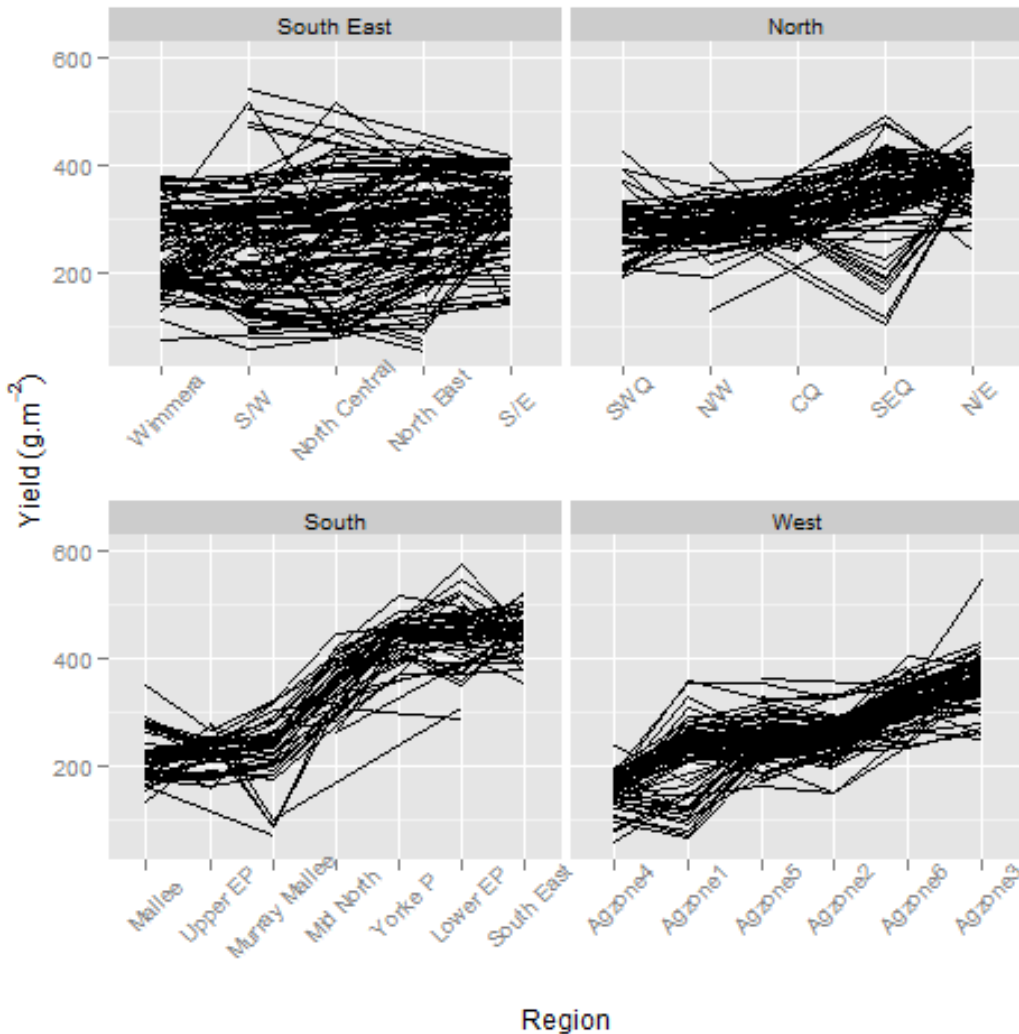 South East
North
600
400
200
Wimmera
S/W
North Central
North East
S/E
SWQ
N/W
CQ
SEQ
N/E
Yield (g.m⁻²)
South
West
600
400
200
Mallee
Upper EP
Murray Mallee
Mid North
Yorke P
Lower EP
South East
Agzone4
Agzone1
Agzone5
Agzone2
Agzone6
Agzone3
Region